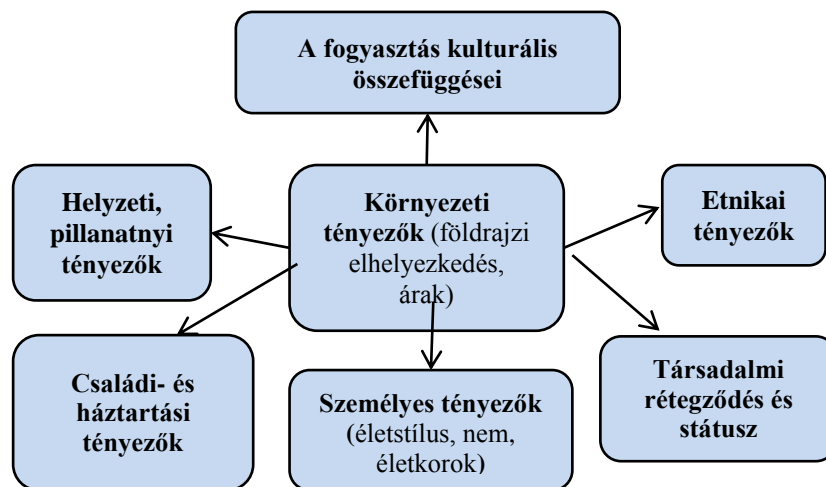 A fogyasztás kulturális
összefüggései
Helyzeti,
pillanatnyi
tényezők
Környezeti
tényezők (földrajzi
elhelyezkedés,
árak)
Etnikai
tényezők
Családi- és
háztartási
tényezők
Személyes tényezők
(életstílus, nem,
életkorok)
Társadalmi
rétegződés és
státusz